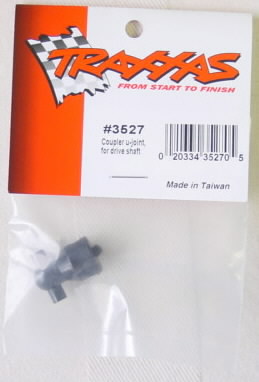 TRAXXAS
FROM START TO FINISH
#3527
Coupler u-joint,
for drive shaft
0 20334 35270 5
Made in Taiwan